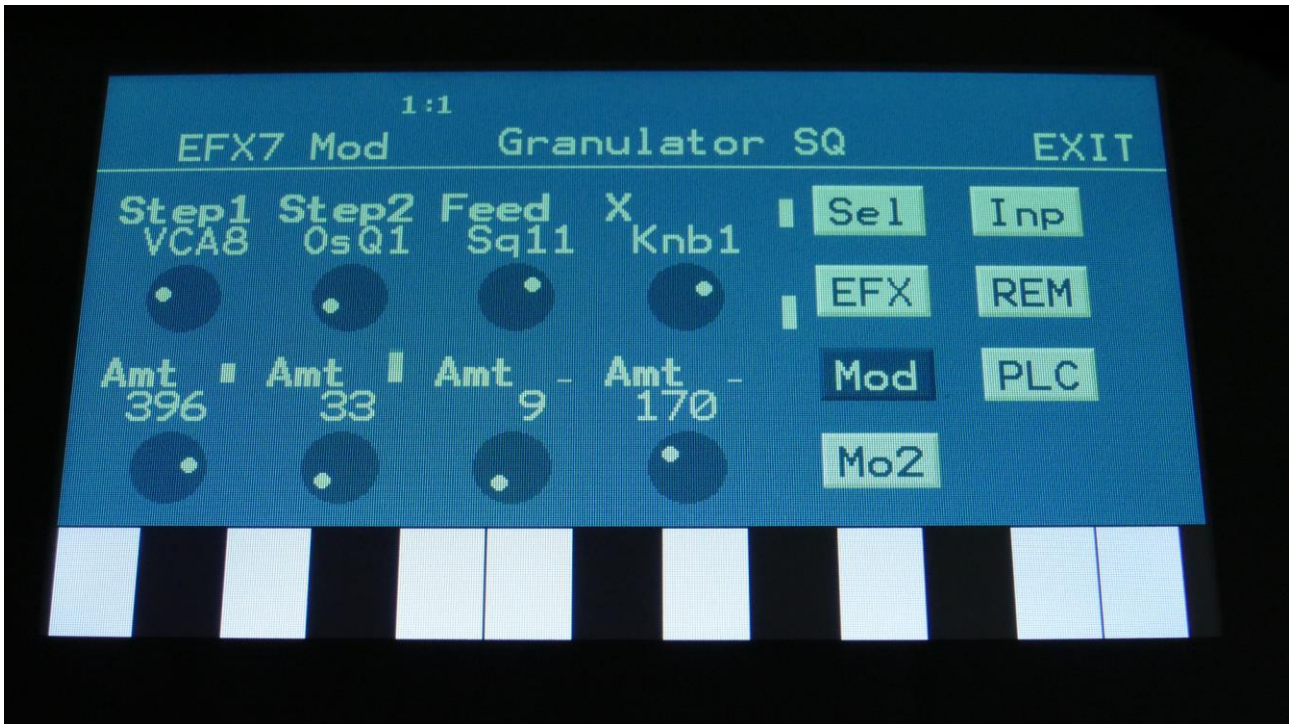 1:1
EFX7 Mod Granulator SQ EXIT
Step1 Step2 Feed X Sel Inp
VCA8 OsQ1 Sq11 Knb1
EFX REM
Amt Amt Amt Amt Mod PLC
396 33 9 170
Mo2